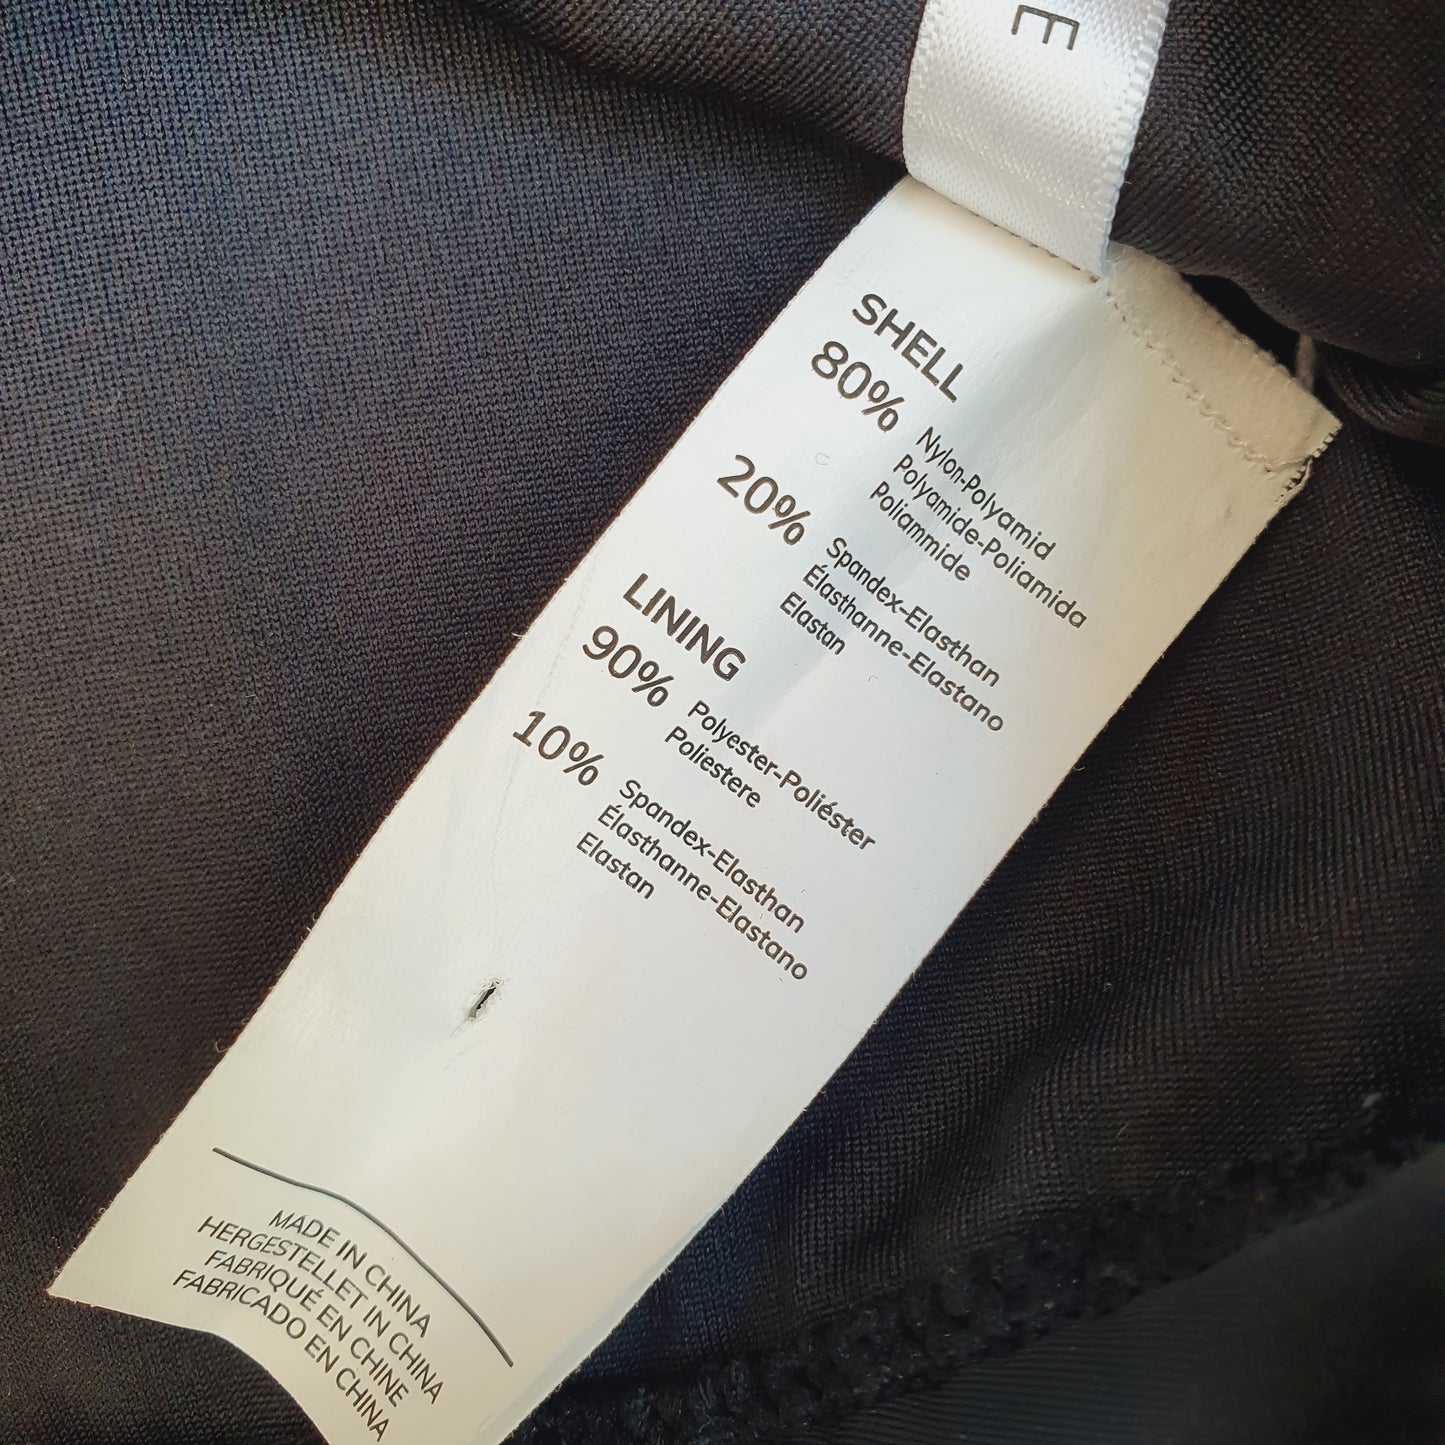 E
SHELL
80%
Nylon-Polyamid
Polyamide-Poliamida
Poliammide
20%
Spandex-Elasthan
Élasthanne-Elastano
Elastan
LINING
90%
Polyester-Poliéster
Poliestere
10%
Spandex-Elasthan
Élasthanne-Elastano
Elastan
MADE IN CHINA
HERGESTELLET IN CHINA
FABRIQUÉ EN CHINE
FABRICADO EN CHINA